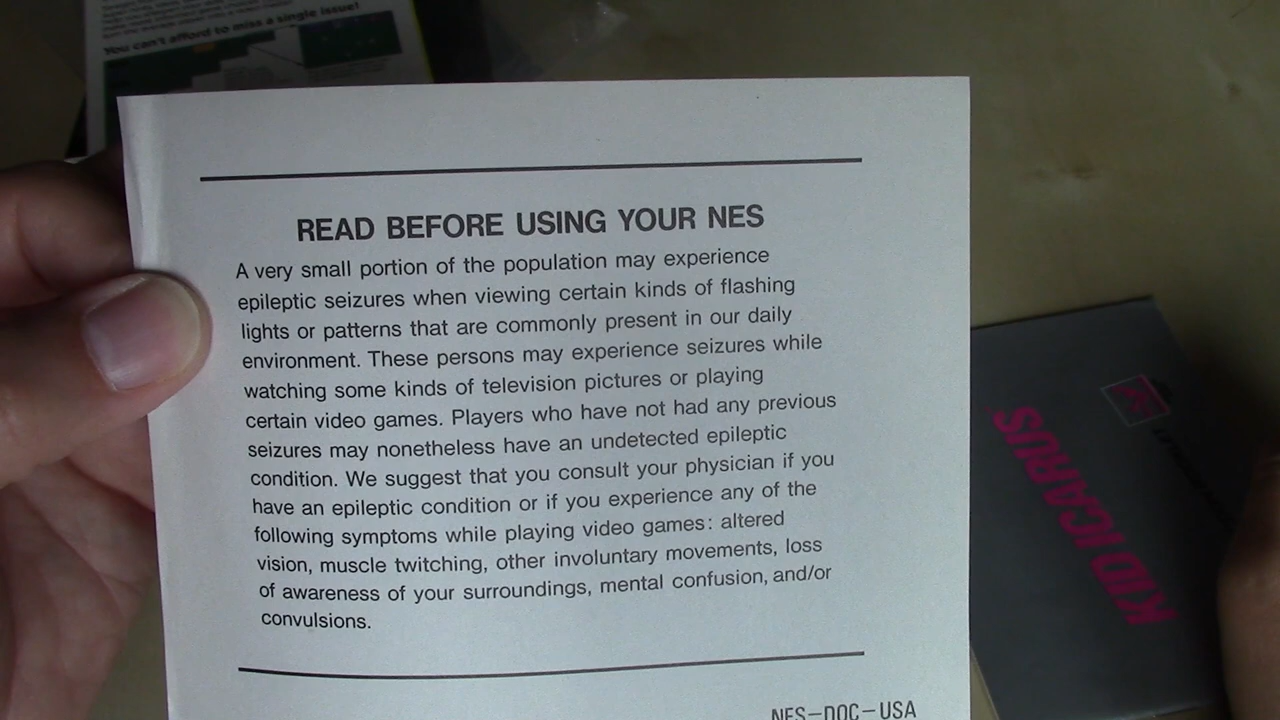 You can't afford to miss a single issue!
READ BEFORE USING YOUR NES
A very small portion of the population may experience
epileptic seizures when viewing certain kinds of flashing
lights or patterns that are commonly present in our daily
environment. These persons may experience seizures while
watching some kinds of television pictures or playing
certain video games. Players who have not had any previous
seizures may nonetheless have an undetected epileptic
condition. We suggest that you consult your physician if you
have an epileptic condition or if you experience any of the
following symptoms while playing video games: altered
vision, muscle twitching, other involuntary movements, loss
of awareness of your surroundings, mental confusion, and/or
convulsions.
NES-DOC-USA
KID ICARUS